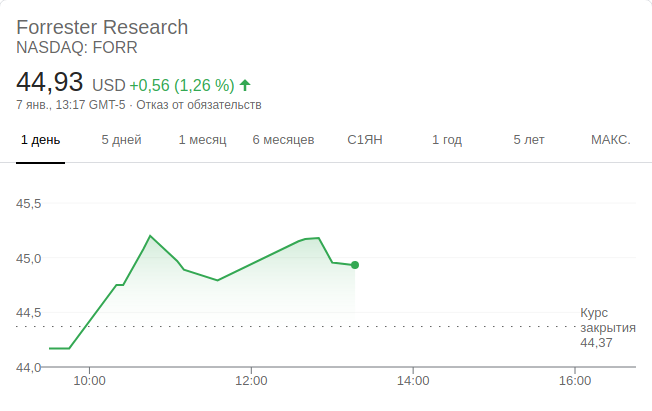 Forrester Research
NASDAQ: FORR
44,93 USD +0,56 (1,26 %)
7 янв., 13:17 GMT-5 · Отказ от обязательств
1 день 5 дней 1 месяц 6 месяцев С1ЯН 1 год 5 лет МАКС.
45,5
45,0
44,5
Курс
закрытия
44,37
44,0
10:00 12:00 14:00 16:00